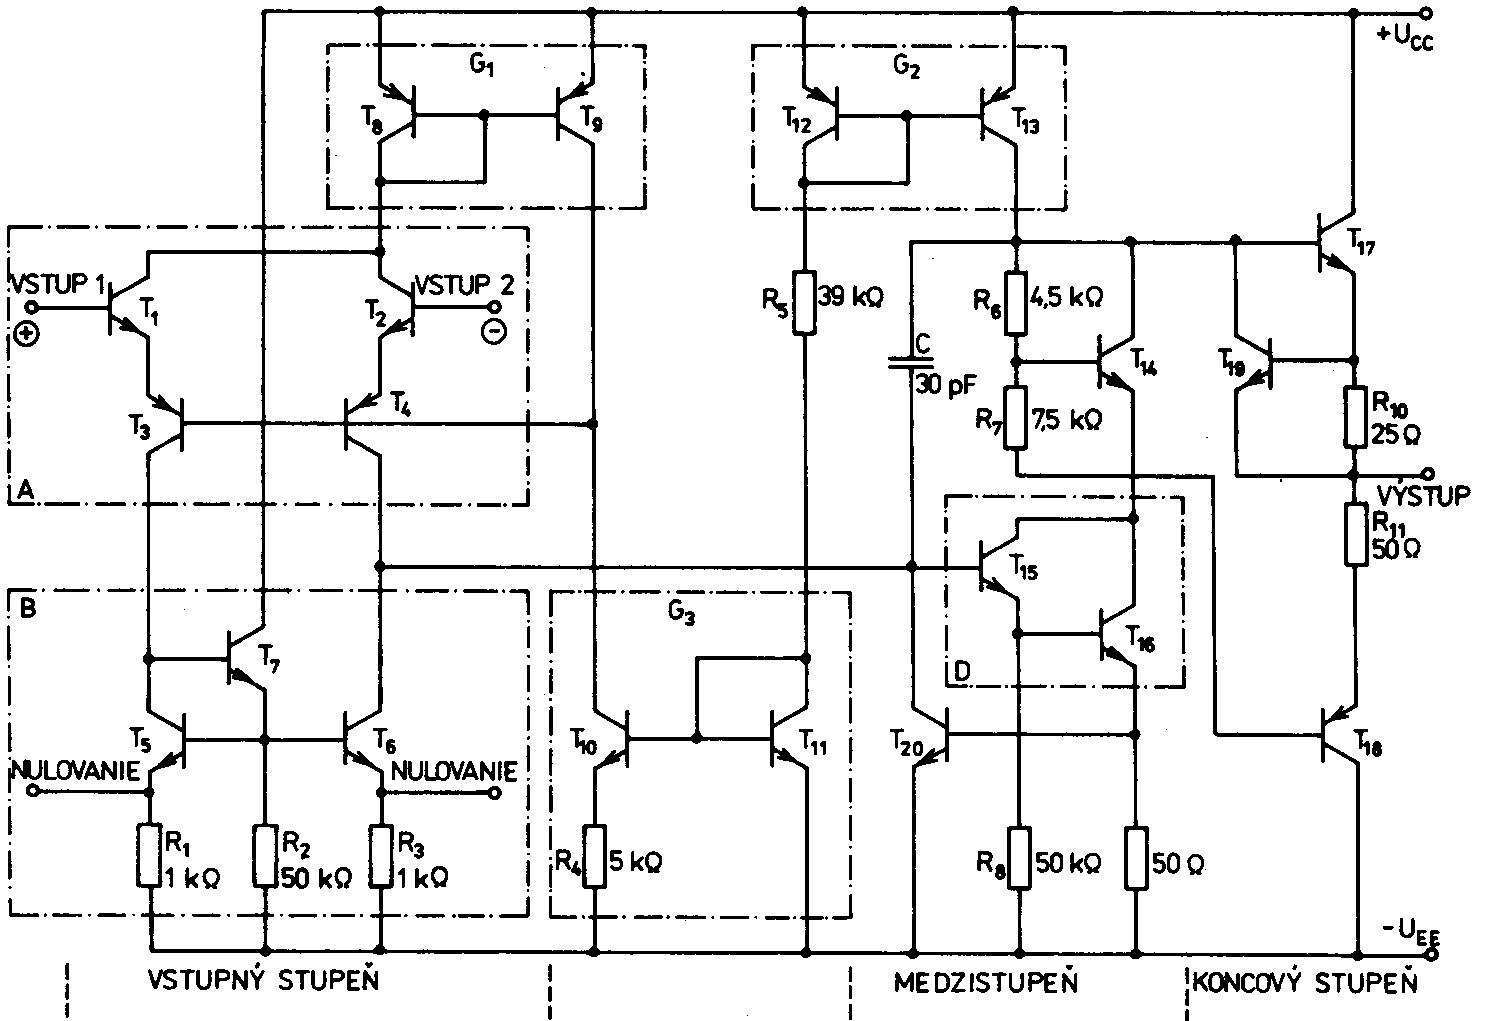 +U_CC
G₁
G₂
T₈
T₉
T₁₂
T₁₃
VSTUP 1
VSTUP 2
T₁₇
T₁
T₂
+
−
R₅ 39 kΩ
R₆ 4,5 kΩ
C
30 pF
T₁₄
T₁₉
T₃
T₄
R₇ 7,5 kΩ
R₁₀
25 Ω
A
VÝSTUP
R₁₁
50 Ω
T₁₅
B
G₃
T₇
T₁₆
D
T₅
T₆
T₁₀
T₁₁
T₂₀
T₁₈
NULOVANIE
NULOVANIE
R₁
1 kΩ
R₂
50 kΩ
R₃
1 kΩ
R₄ 5 kΩ
R₈ 50 kΩ
50 Ω
-U_EE
VSTUPNÝ STUPEŇ
MEDZISTUPEŇ
KONCOVÝ STUPEŇ